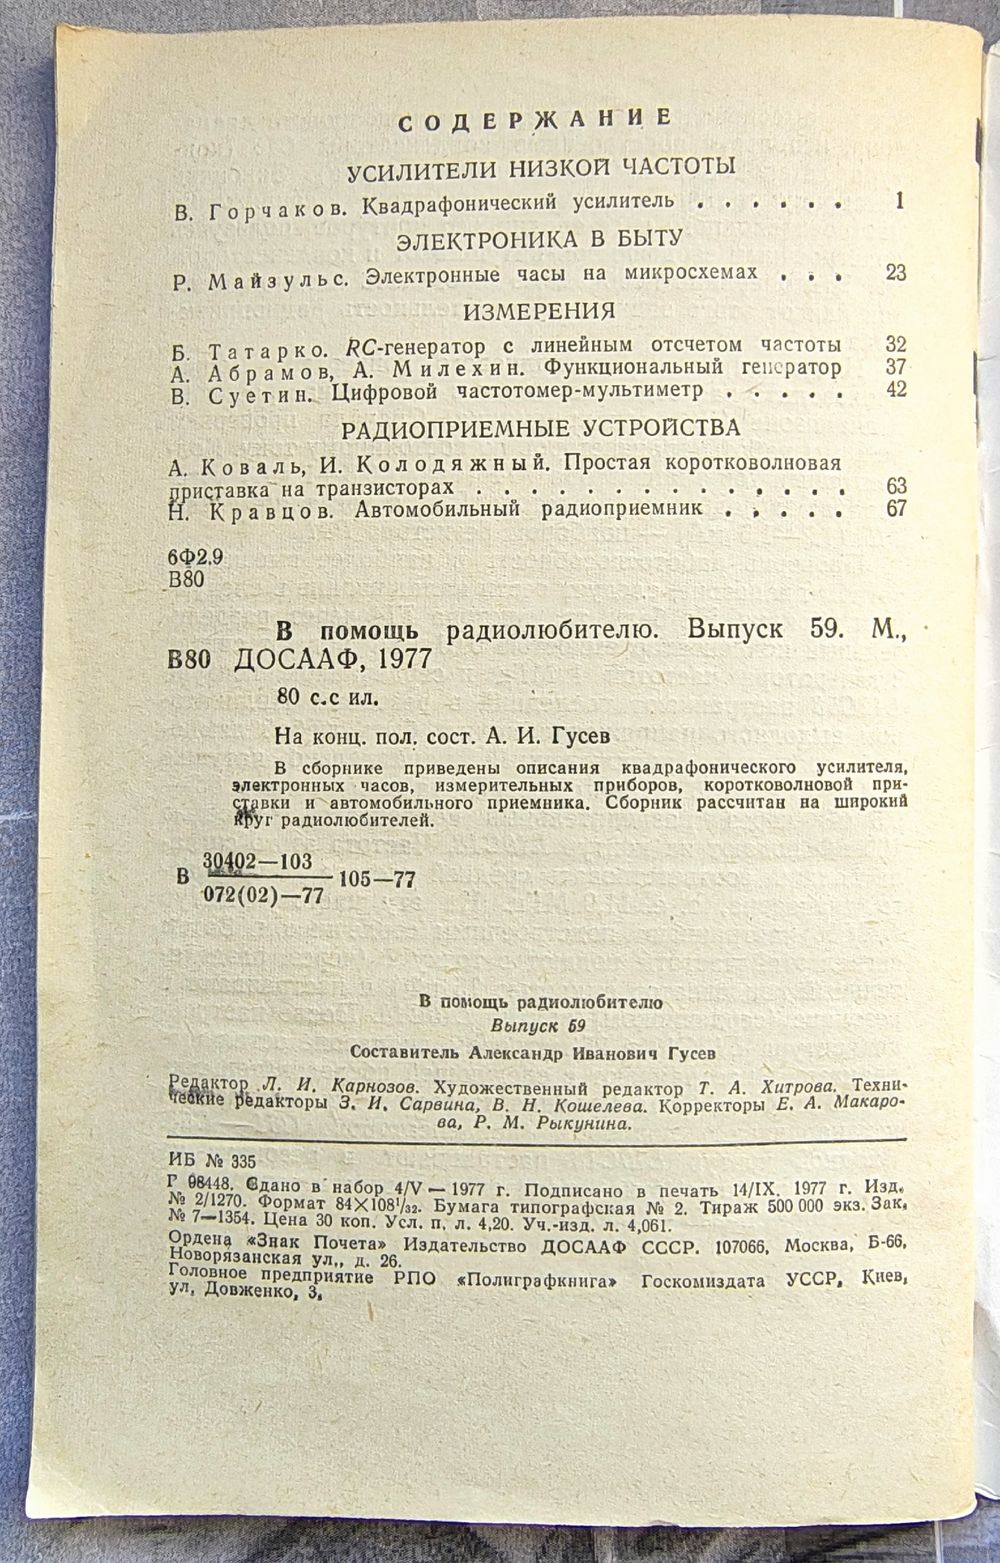 СОДЕРЖАНИЕ
УСИЛИТЕЛИ НИЗКОЙ ЧАСТОТЫ
В. Горчаков. Квадрафонический усилитель . . . . . . 1
ЭЛЕКТРОНИКА В БЫТУ
Р. Майзульс. Электронные часы на микросхемах . . . 23
ИЗМЕРЕНИЯ
Б. Татарко. RC-генератор с линейным отсчетом частоты 32
А. Абрамов, А. Милехин. Функциональный генератор 37
В. Суетин. Цифровой частотомер-мультиметр . . . . . 42
РАДИОПРИЕМНЫЕ УСТРОЙСТВА
А. Коваль, И. Колодяжный. Простая коротковолновая
приставка на транзисторах . . . . . . . . . . . . . . 63
Н. Кравцов. Автомобильный радиоприемник . . . . . 67
6Ф2.9
В80
В помощь радиолюбителю. Выпуск 59. М.,
В80 ДОСААФ, 1977
80 с.с ил.
На конц. пол. сост. А. И. Гусев
В сборнике приведены описания квадрафонического усилителя,
электронных часов, измерительных приборов, коротковолновой при-
ставки и автомобильного приемника. Сборник рассчитан на широкий
круг радиолюбителей.
В 30402—103
072(02)—77 105—77
В помощь радиолюбителю
Выпуск 59
Составитель Александр Иванович Гусев
Редактор Л. И. Карнозов. Художественный редактор Т. А. Хитрова. Техни-
ческие редакторы З. И. Сарвина, В. Н. Кошелева. Корректоры Е. А. Макаро-
ва, Р. М. Рыкунина.
ИБ № 335
Г 98448. Сдано в набор 4/V — 1977 г. Подписано в печать 14/IX. 1977 г. Изд.
№ 2/1270. Формат 84×108¹/₃₂. Бумага типографская № 2. Тираж 500 000 экз. Зак.
№ 7—1354. Цена 30 коп. Усл. п. л. 4,20. Уч.-изд. л. 4,061.
Ордена «Знак Почета» Издательство ДОСААФ СССР. 107066, Москва, Б-66,
Новорязанская ул., д. 26.
Головное предприятие РПО «Полиграфкнига» Госкомиздата УССР, Киев,
ул. Довженко, 3.